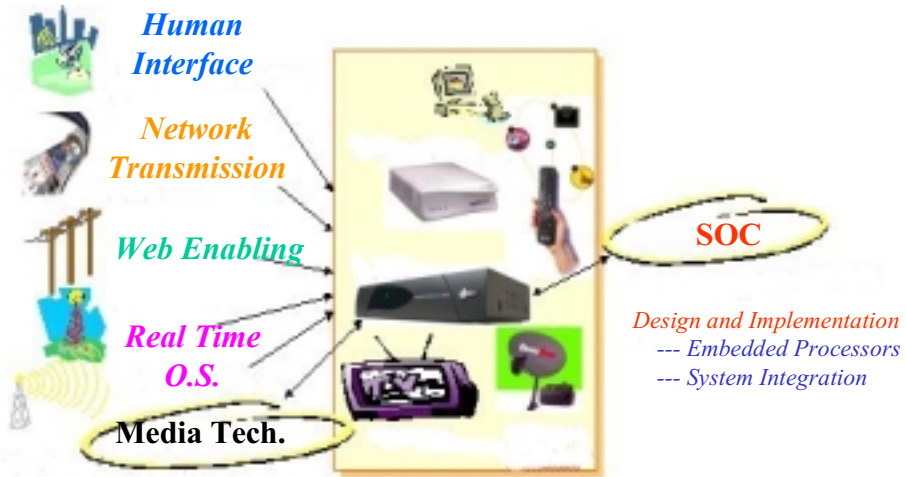 Human
Interface
Network
Transmission
Web Enabling
Real Time
O.S.
Media Tech.
SOC
Design and Implementation
--- Embedded Processors
--- System Integration